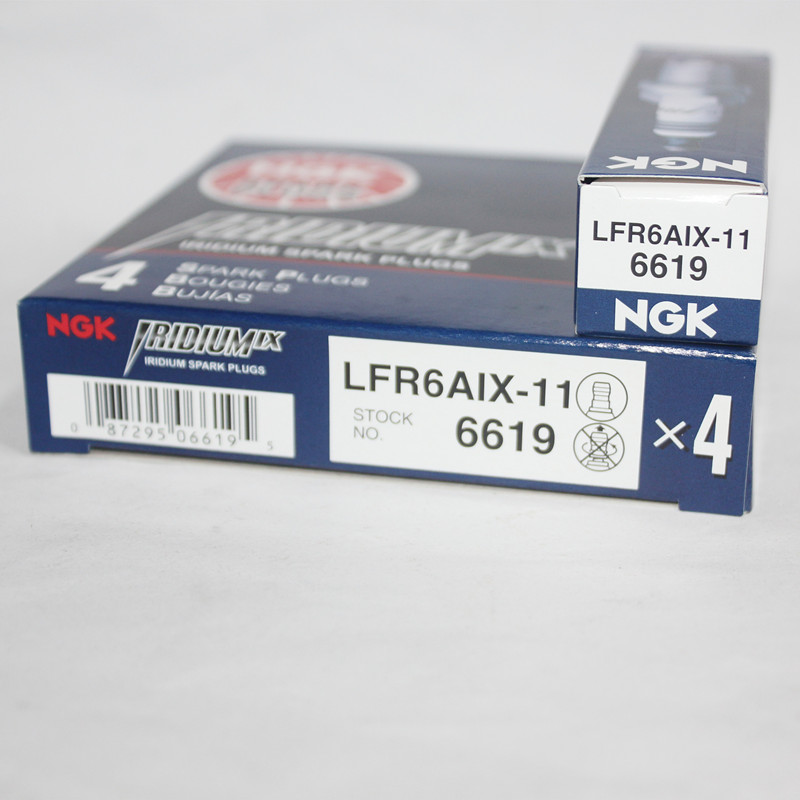 NGK
LFR6AIX-11
6619
NGK
NGK
IRIDIUM IX
IRIDIUM SPARK PLUGS
4
SPARK PLUGS
BOUGIES
BUJÍAS
NGK
IRIDIUM IX
IRIDIUM SPARK PLUGS
0 87295 06619 5
LFR6AIX-11
STOCK NO. 6619
×4